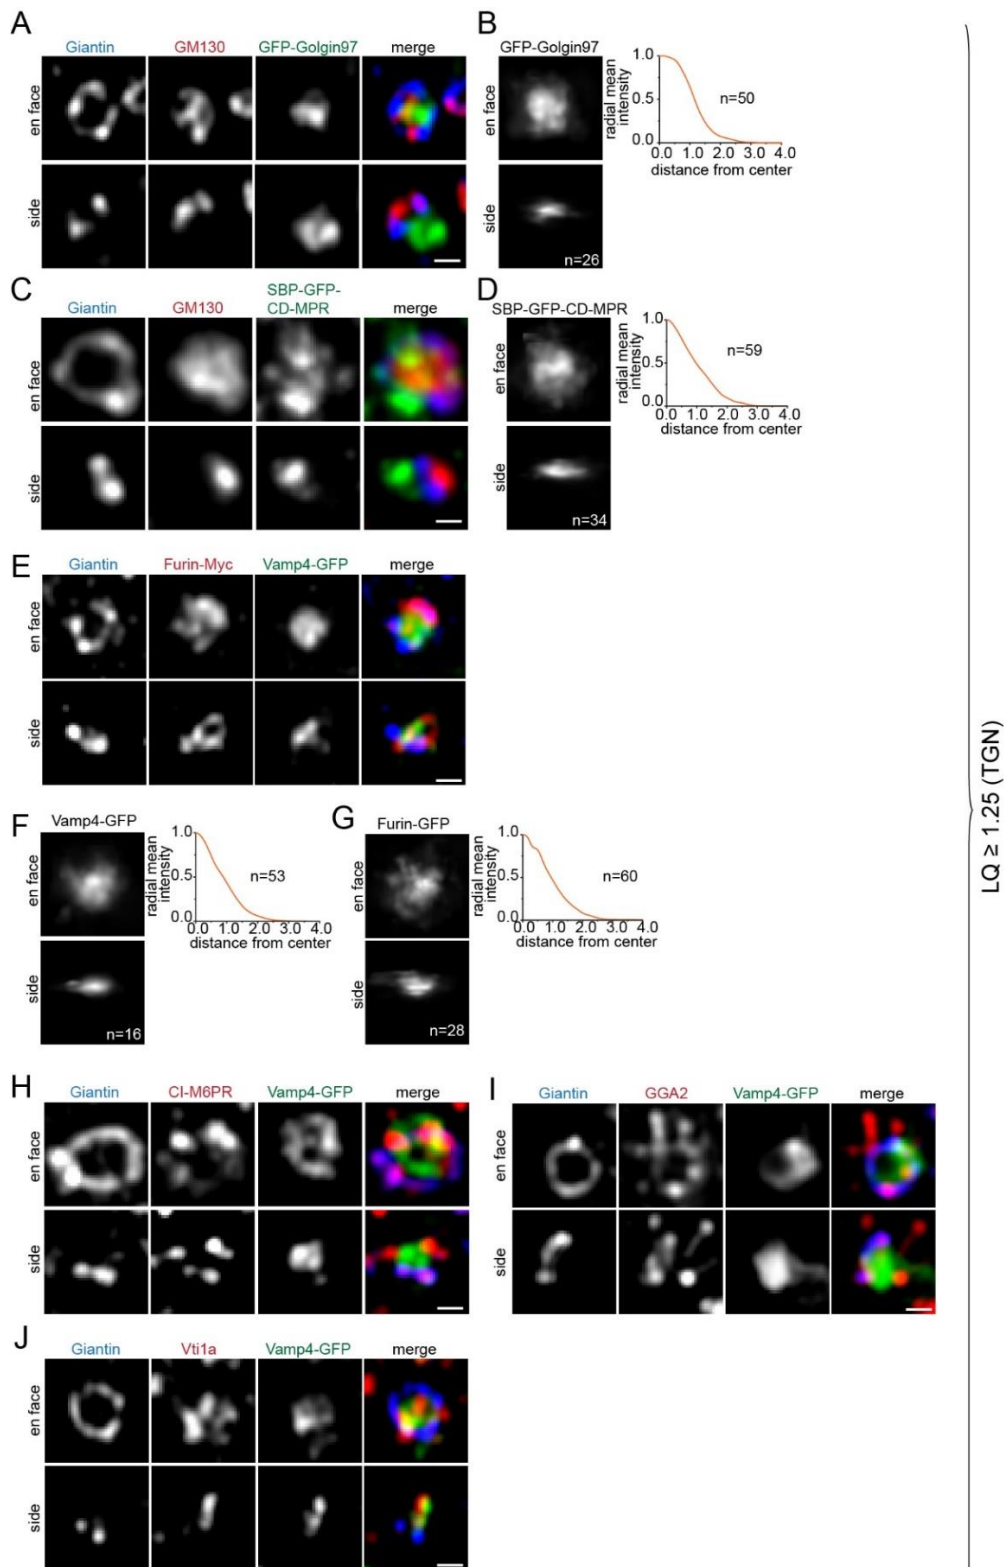 A
Giantin GM130 GFP-Golgin97 merge
en face
side
B
GFP-Golgin97
en face
side
n=26
radial mean intensity
1.0
0.5
0.0
n=50
0.0 1.0 2.0 3.0 4.0
distance from center
C
Giantin GM130 SBP-GFP-
CD-MPR merge
en face
side
D
SBP-GFP-CD-MPR
en face
side
n=34
radial mean
intensity
1.0
0.5
0.0
n=59
0.0 1.0 2.0 3.0 4.0
distance from center
E
Giantin Furin-Myc Vamp4-GFP merge
en face
side
F
Vamp4-GFP
en face
side
n=16
radial mean
intensity
1.0
0.5
0.0
n=53
0.0 1.0 2.0 3.0 4.0
distance from center
G
Furin-GFP
en face
side
n=28
radial mean
intensity
1.0
0.5
0.0
n=60
0.0 1.0 2.0 3.0 4.0
distance from center
H
Giantin CI-M6PR Vamp4-GFP merge
en face
side
I
Giantin GGA2 Vamp4-GFP merge
en face
side
J
Giantin Vti1a Vamp4-GFP merge
en face
side
LQ ≥ 1.25 (TGN)